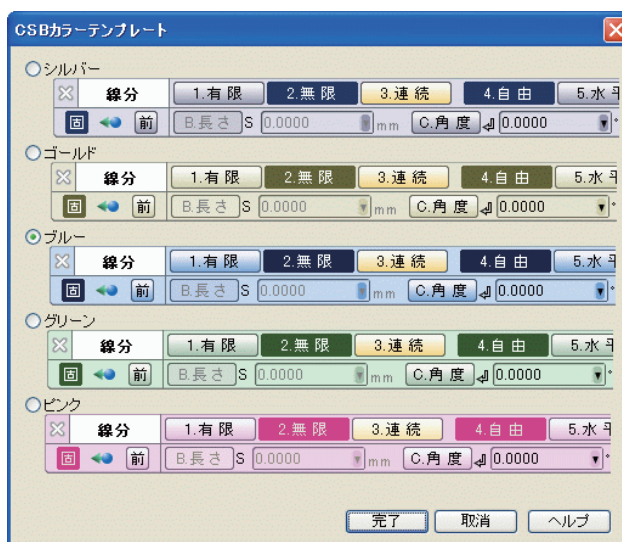 CSBカラーテンプレート
シルバー
線分 1.有限 2.無限 3.連続 4.自由 5.水平
固 前 B.長さ S 0.0000 mm C.角度 0.0000 °
ゴールド
線分 1.有限 2.無限 3.連続 4.自由 5.水平
固 前 B.長さ S 0.0000 mm C.角度 0.0000 °
ブルー
線分 1.有限 2.無限 3.連続 4.自由 5.水平
固 前 B.長さ S 0.0000 mm C.角度 0.0000 °
グリーン
線分 1.有限 2.無限 3.連続 4.自由 5.水平
固 前 B.長さ S 0.0000 mm C.角度 0.0000 °
ピンク
線分 1.有限 2.無限 3.連続 4.自由 5.水平
固 前 B.長さ S 0.0000 mm C.角度 0.0000 °
完了 取消 ヘルプ